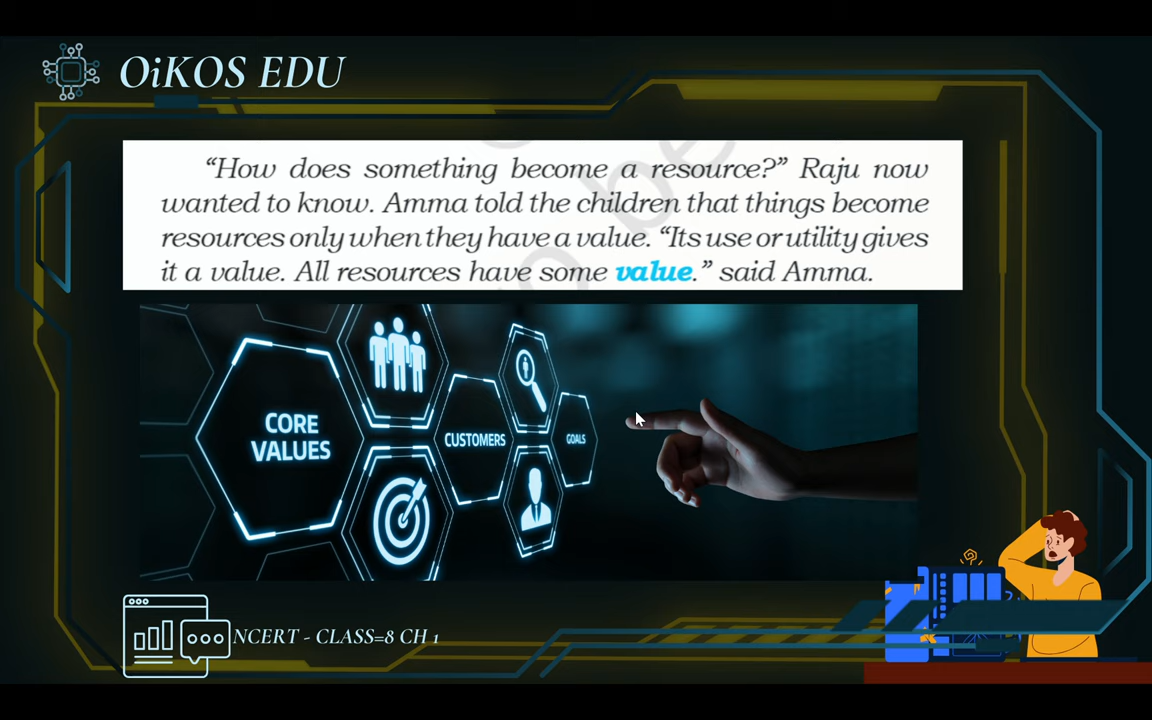 OiKOS EDU
“How does something become a resource?” Raju now
wanted to know. Amma told the children that things become
resources only when they have a value. “Its use or utility gives
it a value. All resources have some value.” said Amma.
CORE
VALUES
CUSTOMERS
GOALS
NCERT - CLASS=8 CH 1